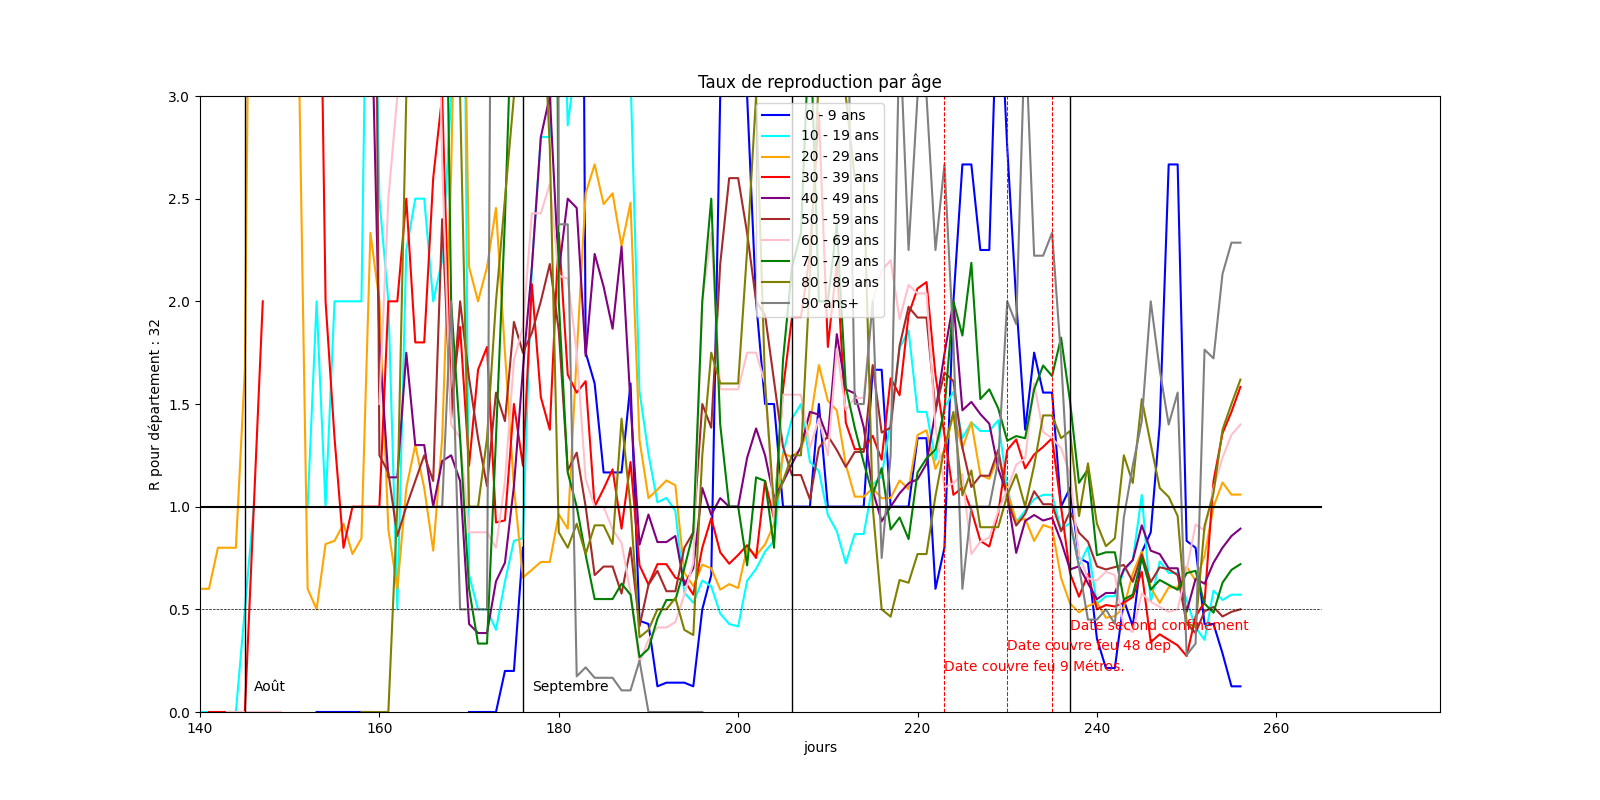 Taux de reproduction par âge
R pour département : 32
3.0
2.5
2.0
1.5
1.0
0.5
0.0
0 - 9 ans
10 - 19 ans
20 - 29 ans
30 - 39 ans
40 - 49 ans
50 - 59 ans
60 - 69 ans
70 - 79 ans
80 - 89 ans
90 ans+
Date second confinement
Date couvre feu 48 dep
Date couvre feu 9 Métros.
Août
Septembre
140 160 180 200 220 240 260
jours